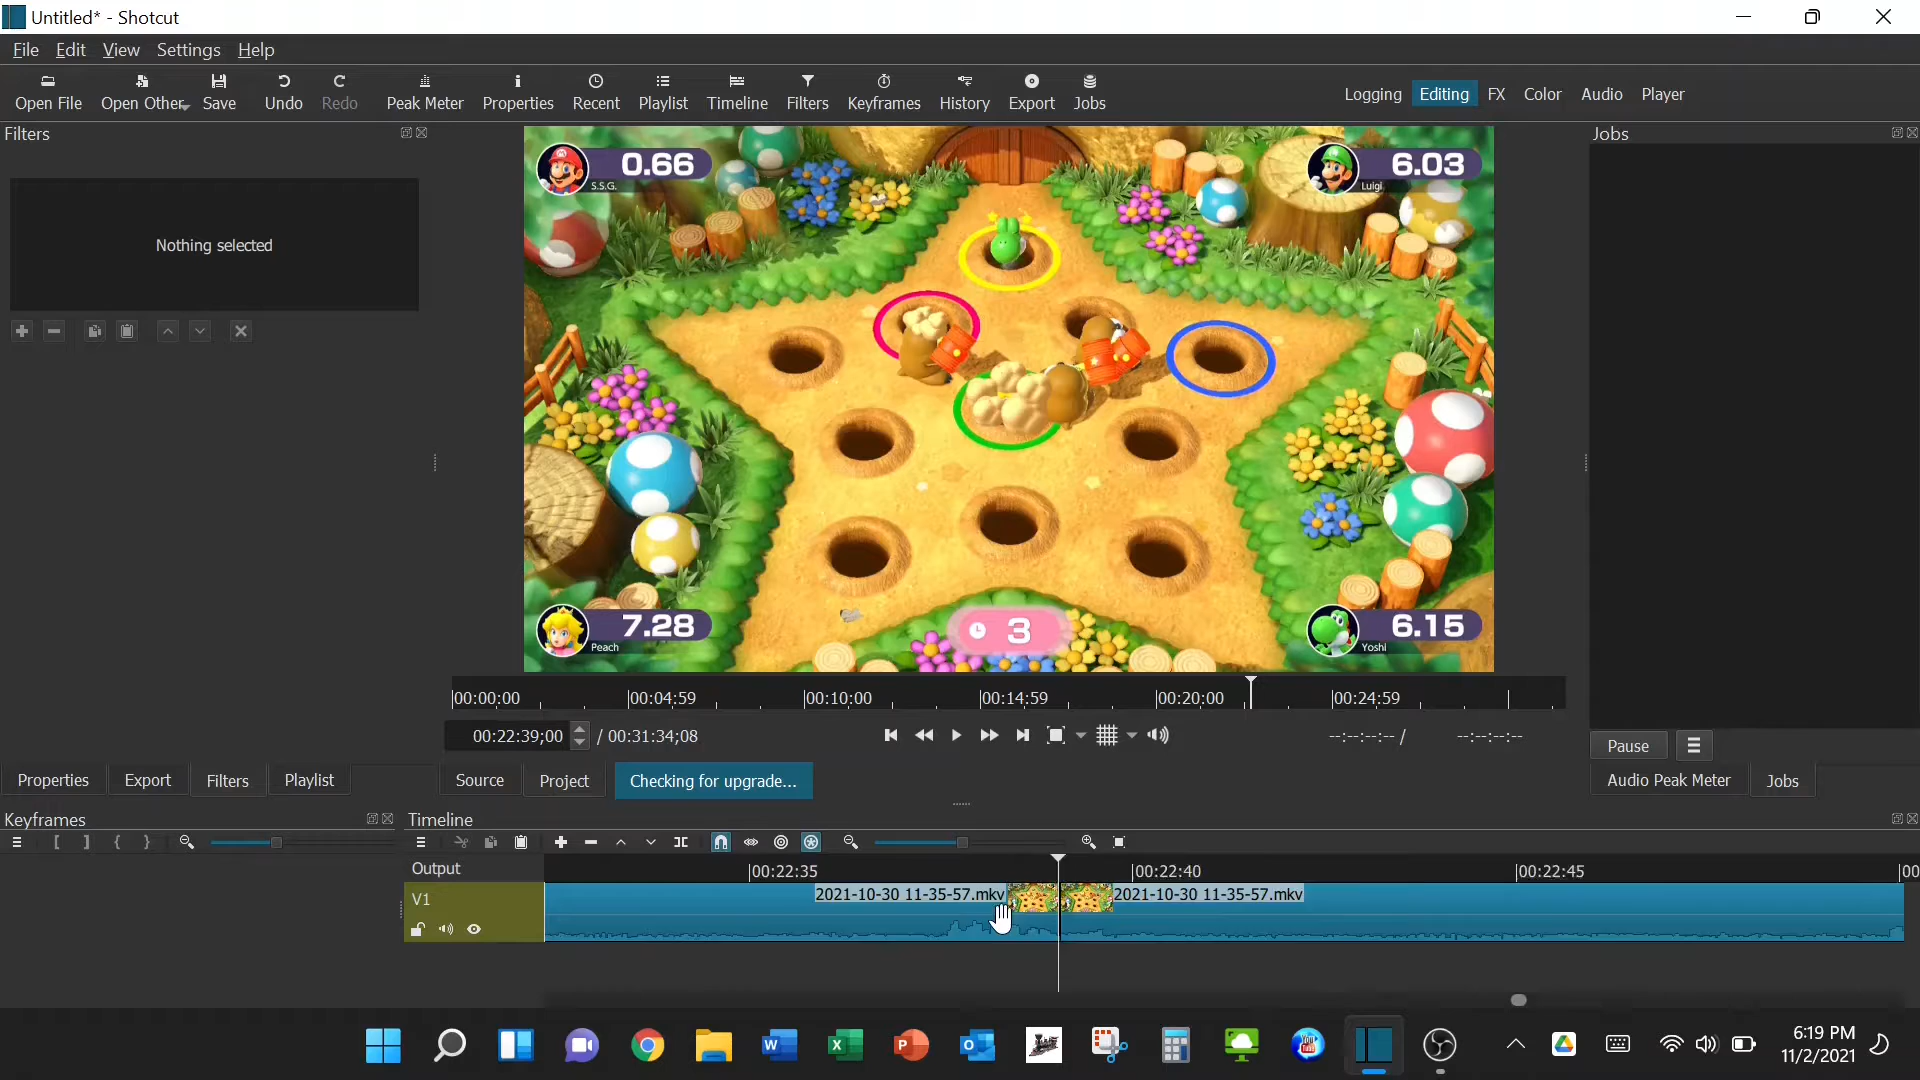 Untitled* - Shotcut
File Edit View Settings Help
Open File Open Other Save Undo Redo Peak Meter Properties Recent Playlist Timeline Filters Keyframes History Export Jobs
Logging Editing FX Color Audio Player
Filters
Nothing selected
0.66
S.S.G.
6.03
Luigi
7.28
Peach
3
6.15
Yoshi
Jobs
00:00:00 00:04:59 00:10:00 00:14:59 00:20:00 00:24:59
00:22:39;00 / 00:31:34;08
--:--:--:-- / --:--:--:--
Pause
Properties Export Filters Playlist
Source Project Checking for upgrade...
Audio Peak Meter Jobs
Keyframes
Timeline
Output
00:22:35 00:22:40 00:22:45 00
V1
2021-10-30 11-35-57.mkv 2021-10-30 11-35-57.mkv
6:19 PM
11/2/2021